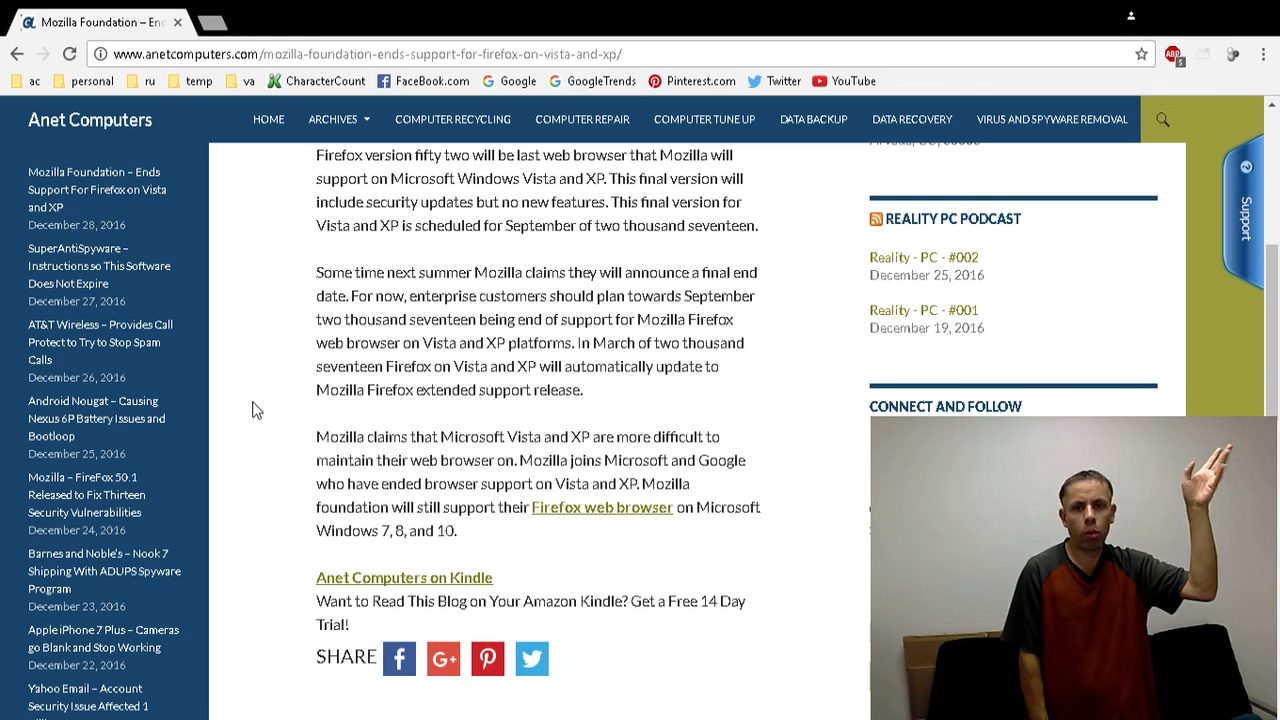 Mozilla Foundation – En
www.anetcomputers.com/mozilla-foundation-ends-support-for-firefox-on-vista-and-xp/
ABP
5
ac personal ru temp va CharacterCount FaceBook.com Google GoogleTrends Pinterest.com Twitter YouTube
Anet Computers
HOME ARCHIVES COMPUTER RECYCLING COMPUTER REPAIR COMPUTER TUNE UP DATA BACKUP DATA RECOVERY VIRUS AND SPYWARE REMOVAL
Mozilla Foundation – Ends
Support For Firefox on Vista
and XP
December 28, 2016
SuperAntiSpyware –
Instructions so This Software
Does Not Expire
December 27, 2016
AT&T Wireless – Provides Call
Protect to Try to Stop Spam
Calls
December 26, 2016
Android Nougat – Causing
Nexus 6P Battery Issues and
Bootloop
December 25, 2016
Mozilla – FireFox 50.1
Released to Fix Thirteen
Security Vulnerabilities
December 24, 2016
Barnes and Noble's – Nook 7
Shipping With ADUPS Spyware
Program
December 23, 2016
Apple iPhone 7 Plus – Cameras
go Blank and Stop Working
December 22, 2016
Yahoo Email – Account
Security Issue Affected 1
Firefox version fifty two will be last web browser that Mozilla will
support on Microsoft Windows Vista and XP. This final version will
include security updates but no new features. This final version for
Vista and XP is scheduled for September of two thousand seventeen.
Some time next summer Mozilla claims they will announce a final end
date. For now, enterprise customers should plan towards September
two thousand seventeen being end of support for Mozilla Firefox
web browser on Vista and XP platforms. In March of two thousand
seventeen Firefox on Vista and XP will automatically update to
Mozilla Firefox extended support release.
Mozilla claims that Microsoft Vista and XP are more difficult to
maintain their web browser on. Mozilla joins Microsoft and Google
who have ended browser support on Vista and XP. Mozilla
foundation will still support their Firefox web browser on Microsoft
Windows 7, 8, and 10.
Anet Computers on Kindle
Want to Read This Blog on Your Amazon Kindle? Get a Free 14 Day
Trial!
SHARE
REALITY PC PODCAST
Reality - PC - #002
December 25, 2016
Reality - PC - #001
December 19, 2016
CONNECT AND FOLLOW
Support